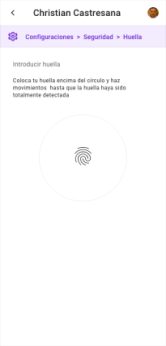 Christian Castresana
Configuraciones > Seguridad > Huella
Introducir huella
Coloca tu huella encima del círculo y haz
movimientos hasta que la huella haya sido
totalmente detectada